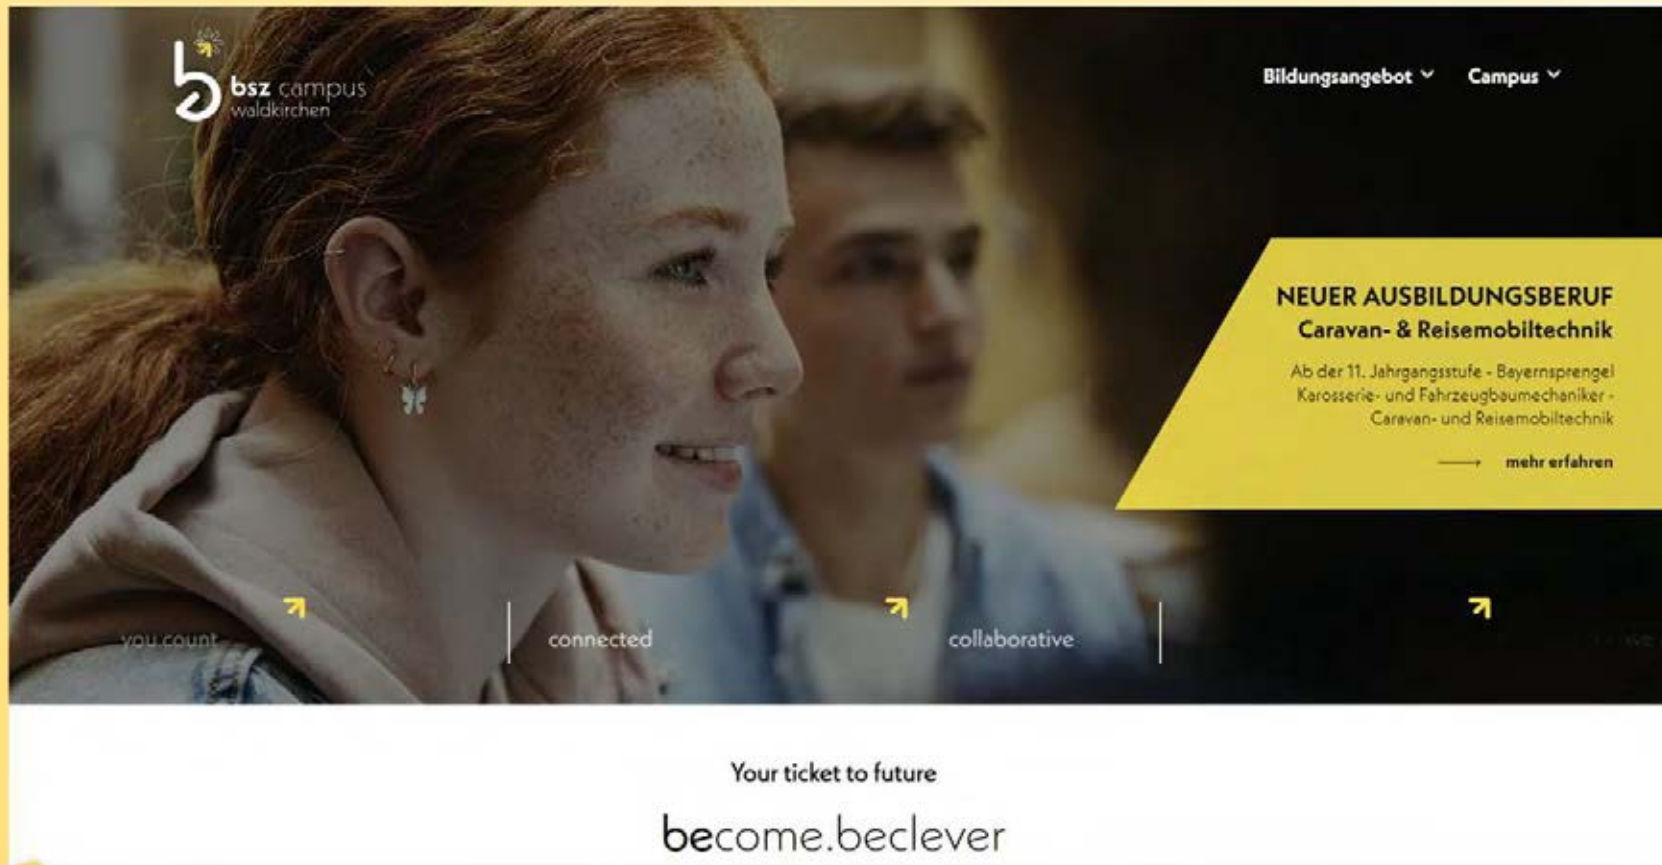 bsz campus
waldkirchen
Bildungsangebot
Campus
NEUER AUSBILDUNGSBERUF
Caravan- & Reisemobiltechnik
Ab der 11. Jahrgangsstufe - Bayernsprengel
Karosserie- und Fahrzeugbaumechaniker -
Caravan- und Reisemobiltechnik
mehr erfahren
you count
connected
collaborative
we
Your ticket to future
become.beclever